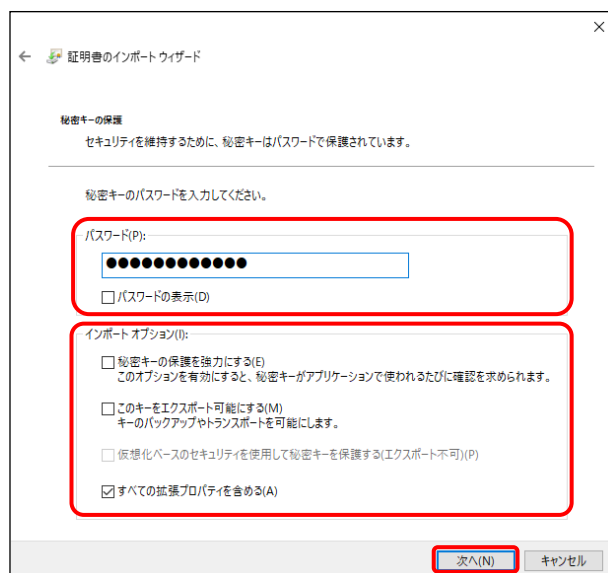 証明書のインポート ウィザード
秘密キーの保護
セキュリティを維持するために、秘密キーはパスワードで保護されています。
秘密キーのパスワードを入力してください。
パスワード(P):
●●●●●●●●●●●●
パスワードの表示(D)
インポート オプション(I):
秘密キーの保護を強力にする(E)
このオプションを有効にすると、秘密キーがアプリケーションで使われるたびに確認を求められます。
このキーをエクスポート可能にする(M)
キーのバックアップやトランスポートを可能にします。
仮想化ベースのセキュリティを使用して秘密キーを保護する(エクスポート不可)(P)
すべての拡張プロパティを含める(A)
次へ(N)
キャンセル